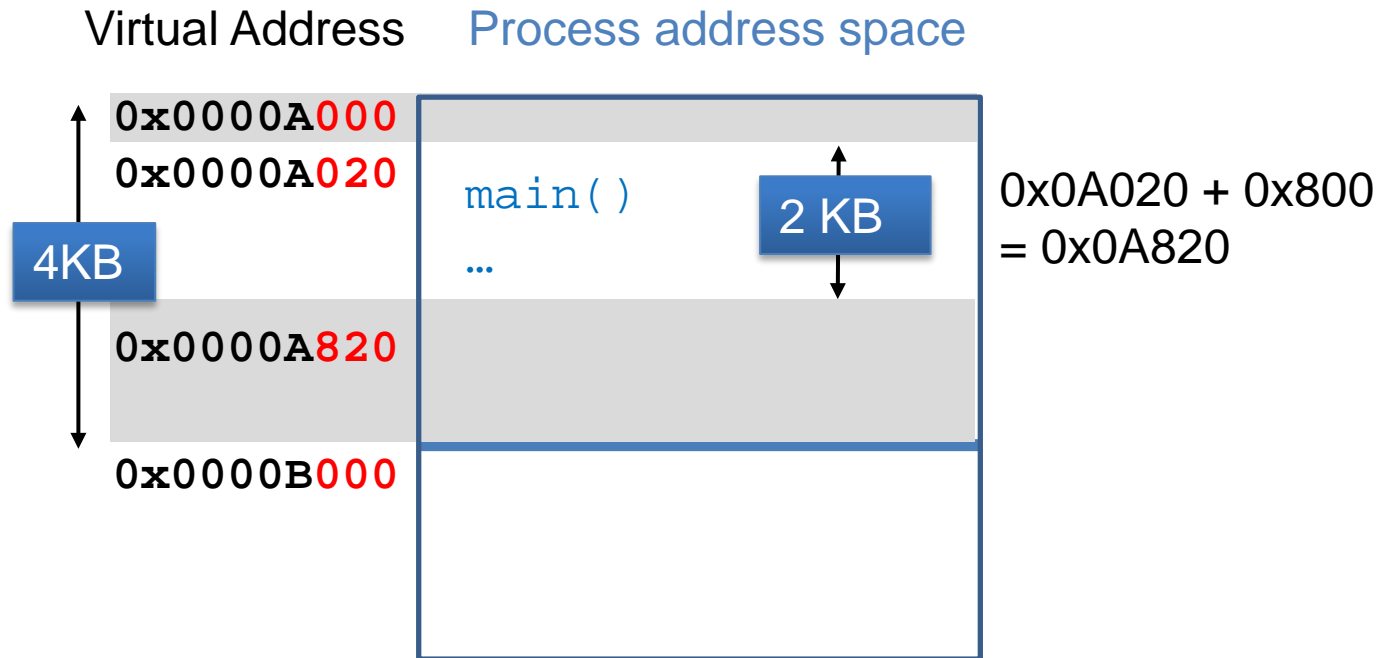 Virtual Address Process address space
0x0000A000
0x0000A020
main()
2 KB
0x0A020 + 0x800
= 0x0A820
4KB
…
0x0000A820
0x0000B000